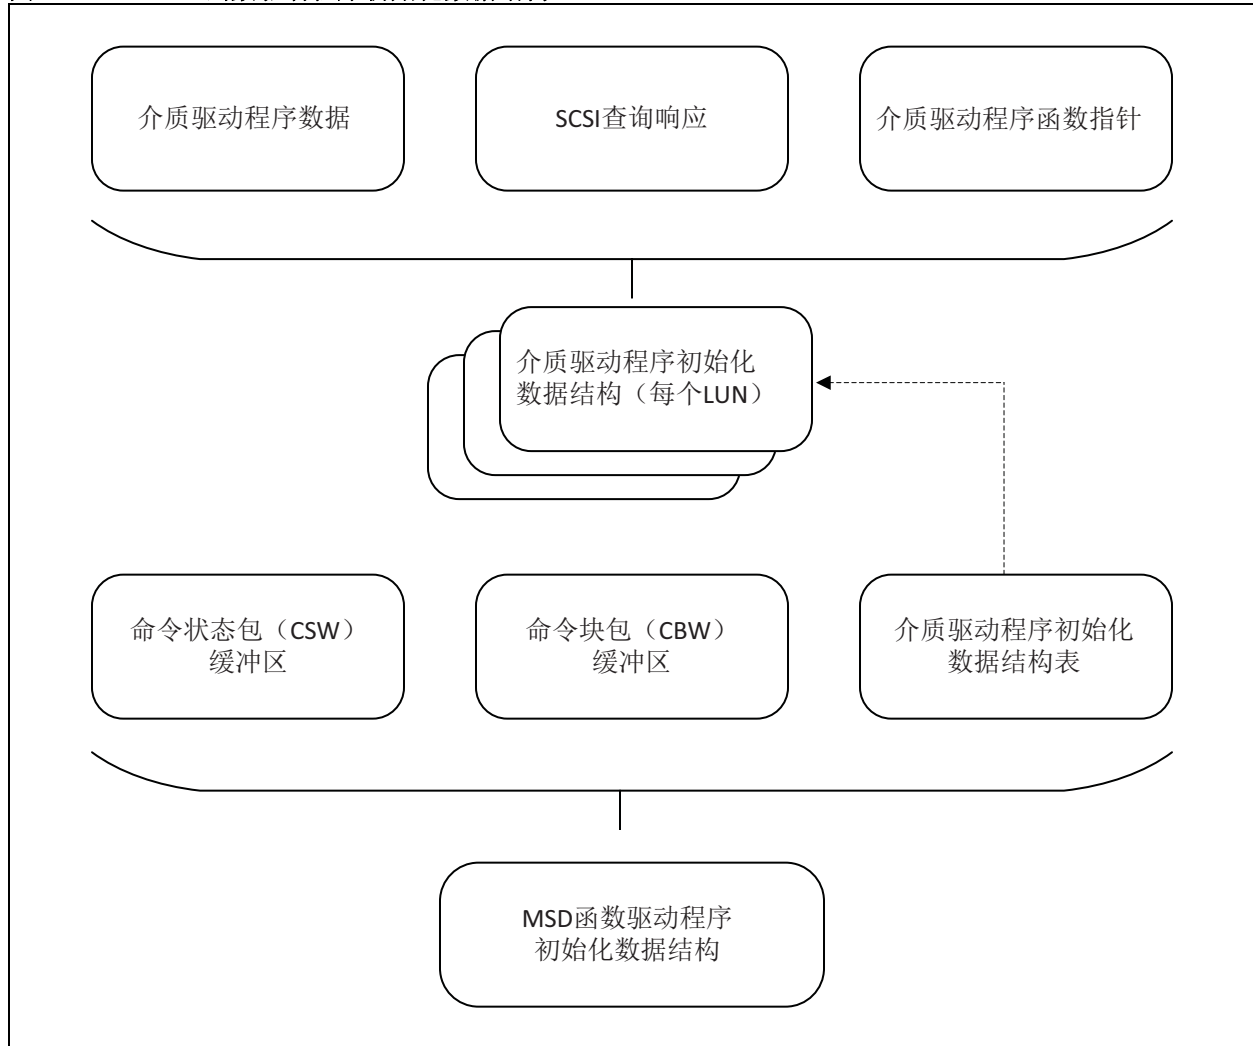 介质驱动程序数据
SCSI查询响应
介质驱动程序函数指针
介质驱动程序初始化
数据结构（每个LUN）
命令状态包（CSW）
缓冲区
命令块包（CBW）
缓冲区
介质驱动程序初始化
数据结构表
MSD函数驱动程序
初始化数据结构